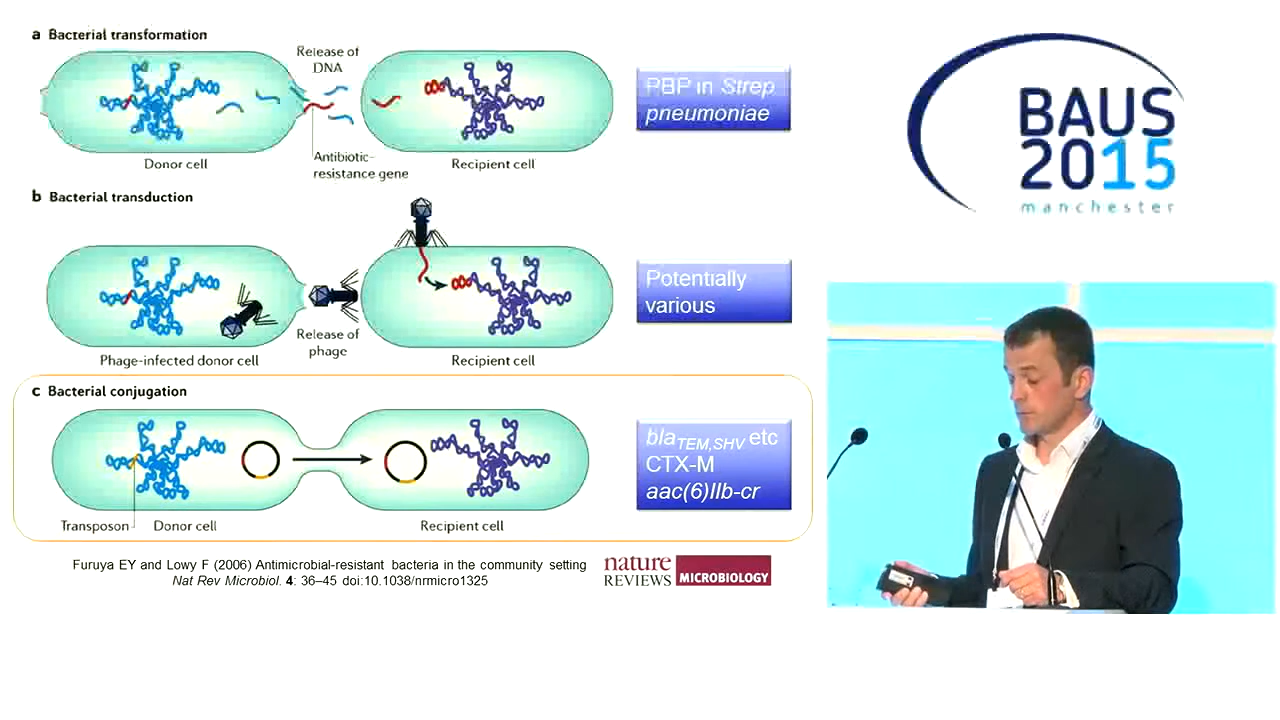 a Bacterial transformation
Release of
DNA
Donor cell
Antibiotic-
resistance gene
Recipient cell
PBP in Strep
pneumoniae
b Bacterial transduction
Phage-infected donor cell
Release of
phage
Recipient cell
Potentially
various
c Bacterial conjugation
Transposon
Donor cell
Recipient cell
blaTEM,SHV etc
CTX-M
aac(6)IIb-cr
Furuya EY and Lowy F (2006) Antimicrobial-resistant bacteria in the community setting
Nat Rev Microbiol. 4: 36–45 doi:10.1038/nrmicro1325
nature
REVIEWS MICROBIOLOGY
BAUS
2015
manchester